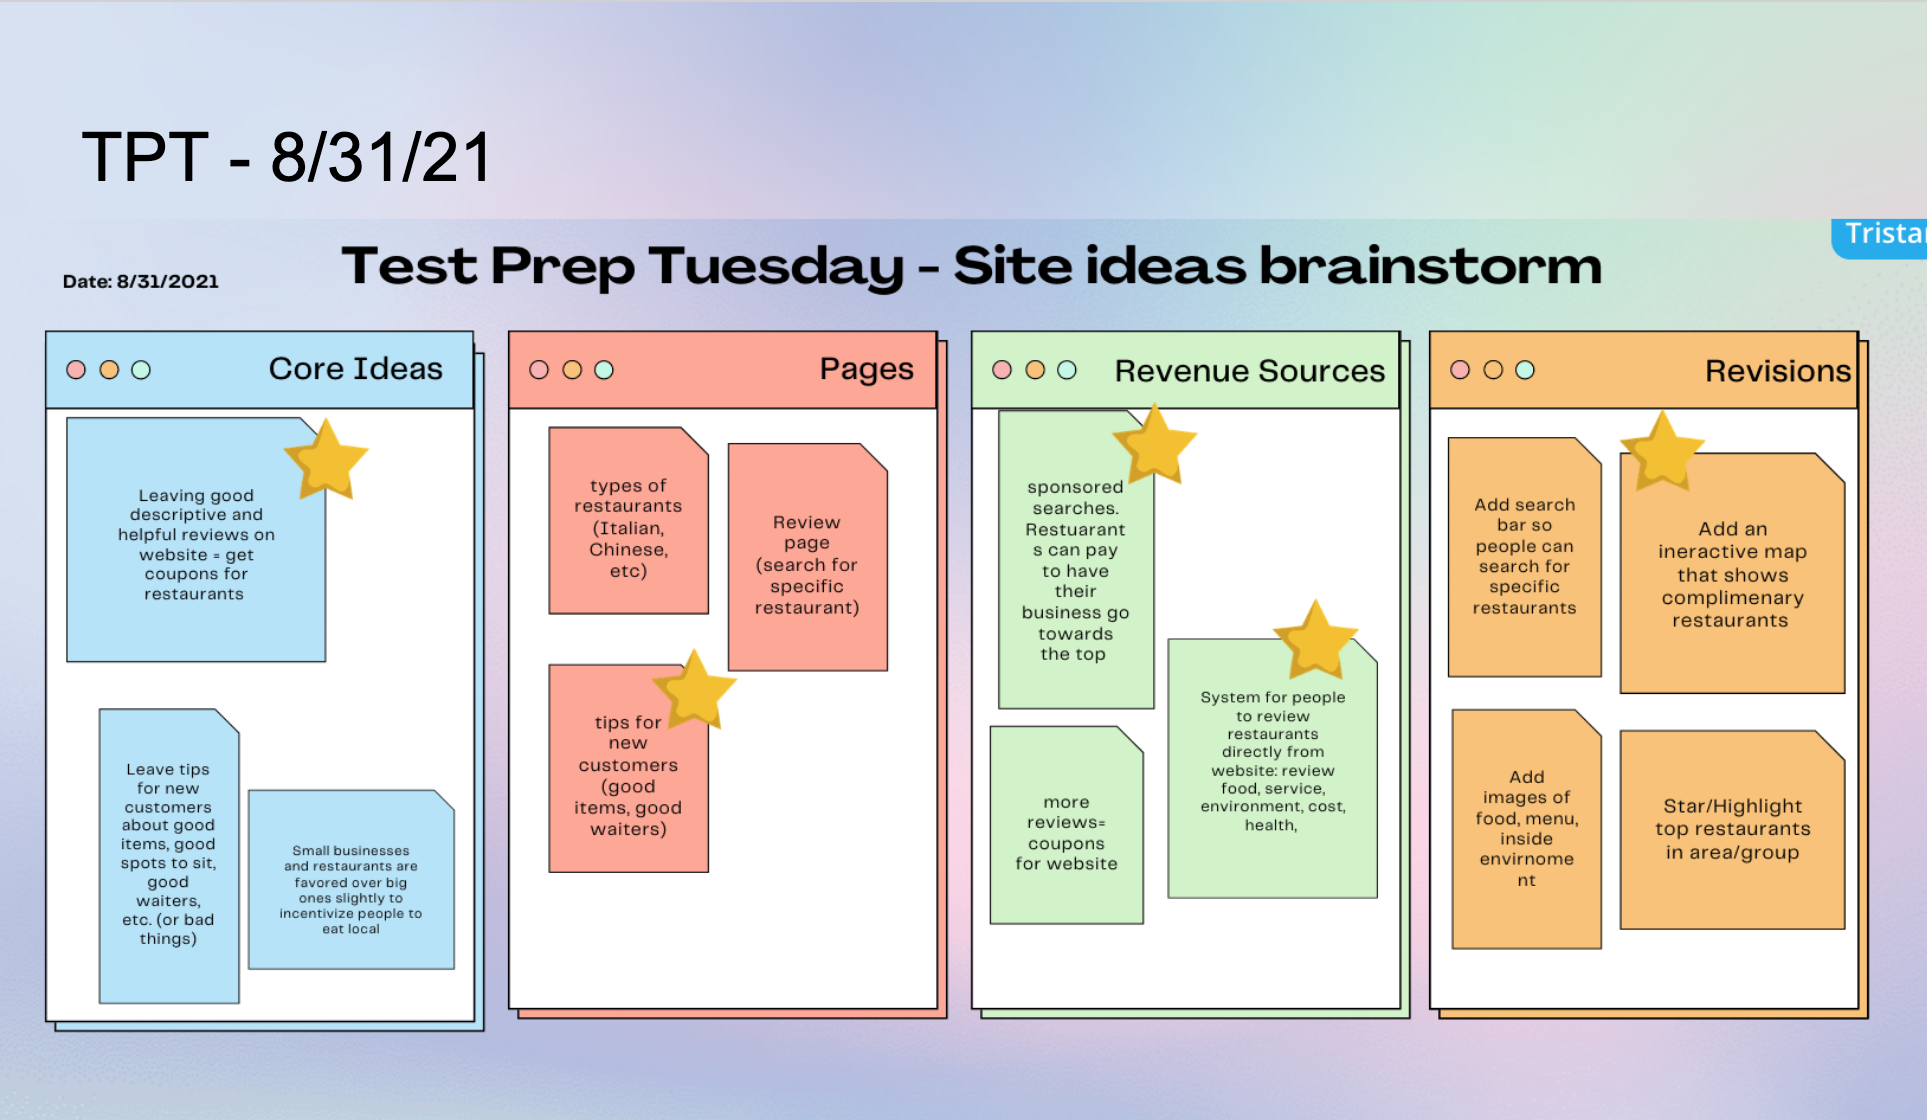 TPT - 8/31/21
Date: 8/31/2021
Test Prep Tuesday - Site ideas brainstorm
Trista
Core Ideas
Leaving good
descriptive and
helpful reviews on
website = get
coupons for
restaurants
Leave tips
for new
customers
about good
items, good
spots to sit,
good
waiters,
etc. (or bad
things)
Small businesses
and restaurants are
favored over big
ones slightly to
incentivize people to
eat local
Pages
types of
restaurants
(Italian,
Chinese,
etc)
Review
page
(search for
specific
restaurant)
tips for
new
customers
(good
items, good
waiters)
Revenue Sources
sponsored
searches.
Restuarant
s can pay
to have
their
business go
towards
the top
System for people
to review
restaurants
directly from
website: review
food, service,
environment, cost,
health,
more
reviews=
coupons
for website
Revisions
Add search
bar so
people can
search for
specific
restaurants
Add an
ineractive map
that shows
complimenary
restaurants
Add
images of
food, menu,
inside
envirnome
nt
Star/Highlight
top restaurants
in area/group